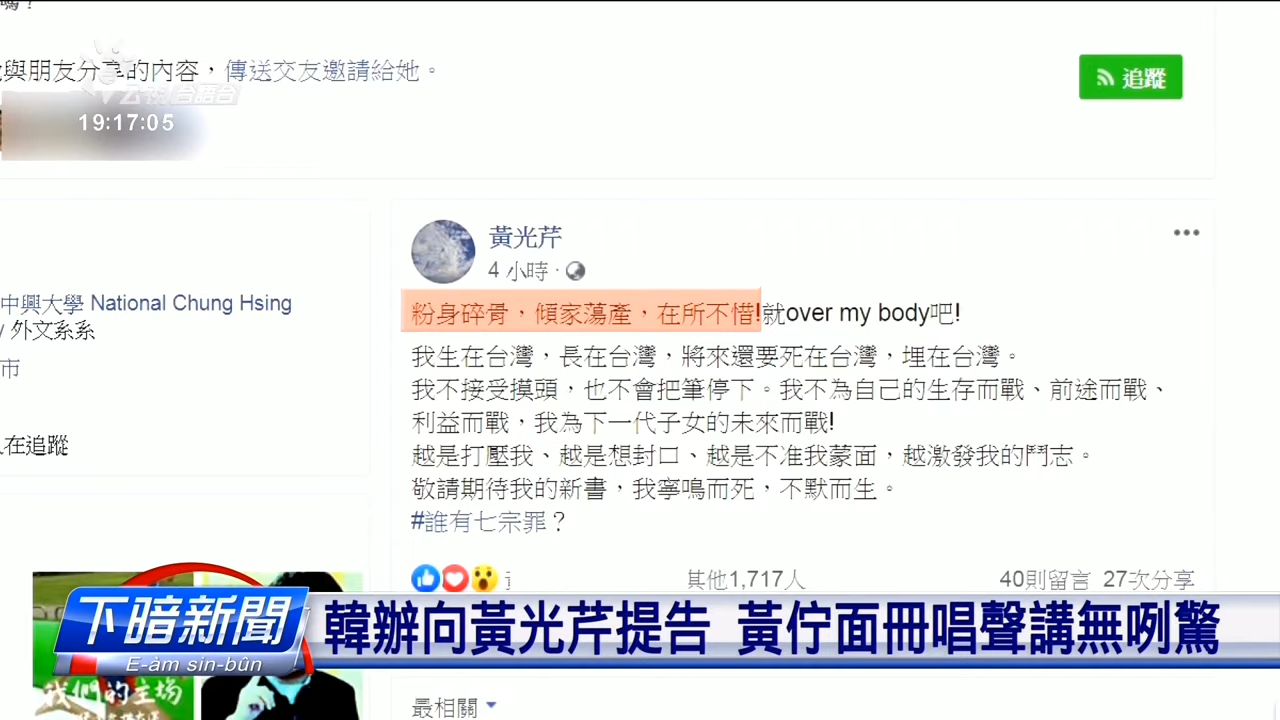 嗎？
與朋友分享的內容，傳送交友邀請給她。
追蹤
公視台語台
19:17:05
黃光芹
4 小時
中興大學 National Chung Hsing
外文系系
市
在追蹤
粉身碎骨，傾家蕩產，在所不惜!就over my body吧!
我生在台灣，長在台灣，將來還要死在台灣，埋在台灣。
我不接受摸頭，也不會把筆停下。我不為自己的生存而戰、前途而戰、
利益而戰，我為下一代子女的未來而戰!
越是打壓我、越是想封口、越是不准我蒙面，越激發我的鬥志。
敬請期待我的新書，我寧鳴而死，不默而生。
#誰有七宗罪？
其他1,717人
40則留言 27次分享
下暗新聞
E-àm sin-bûn
韓辦向黃光芹提告 黃佇面冊唱聲講無咧驚
我們的主場
最相關